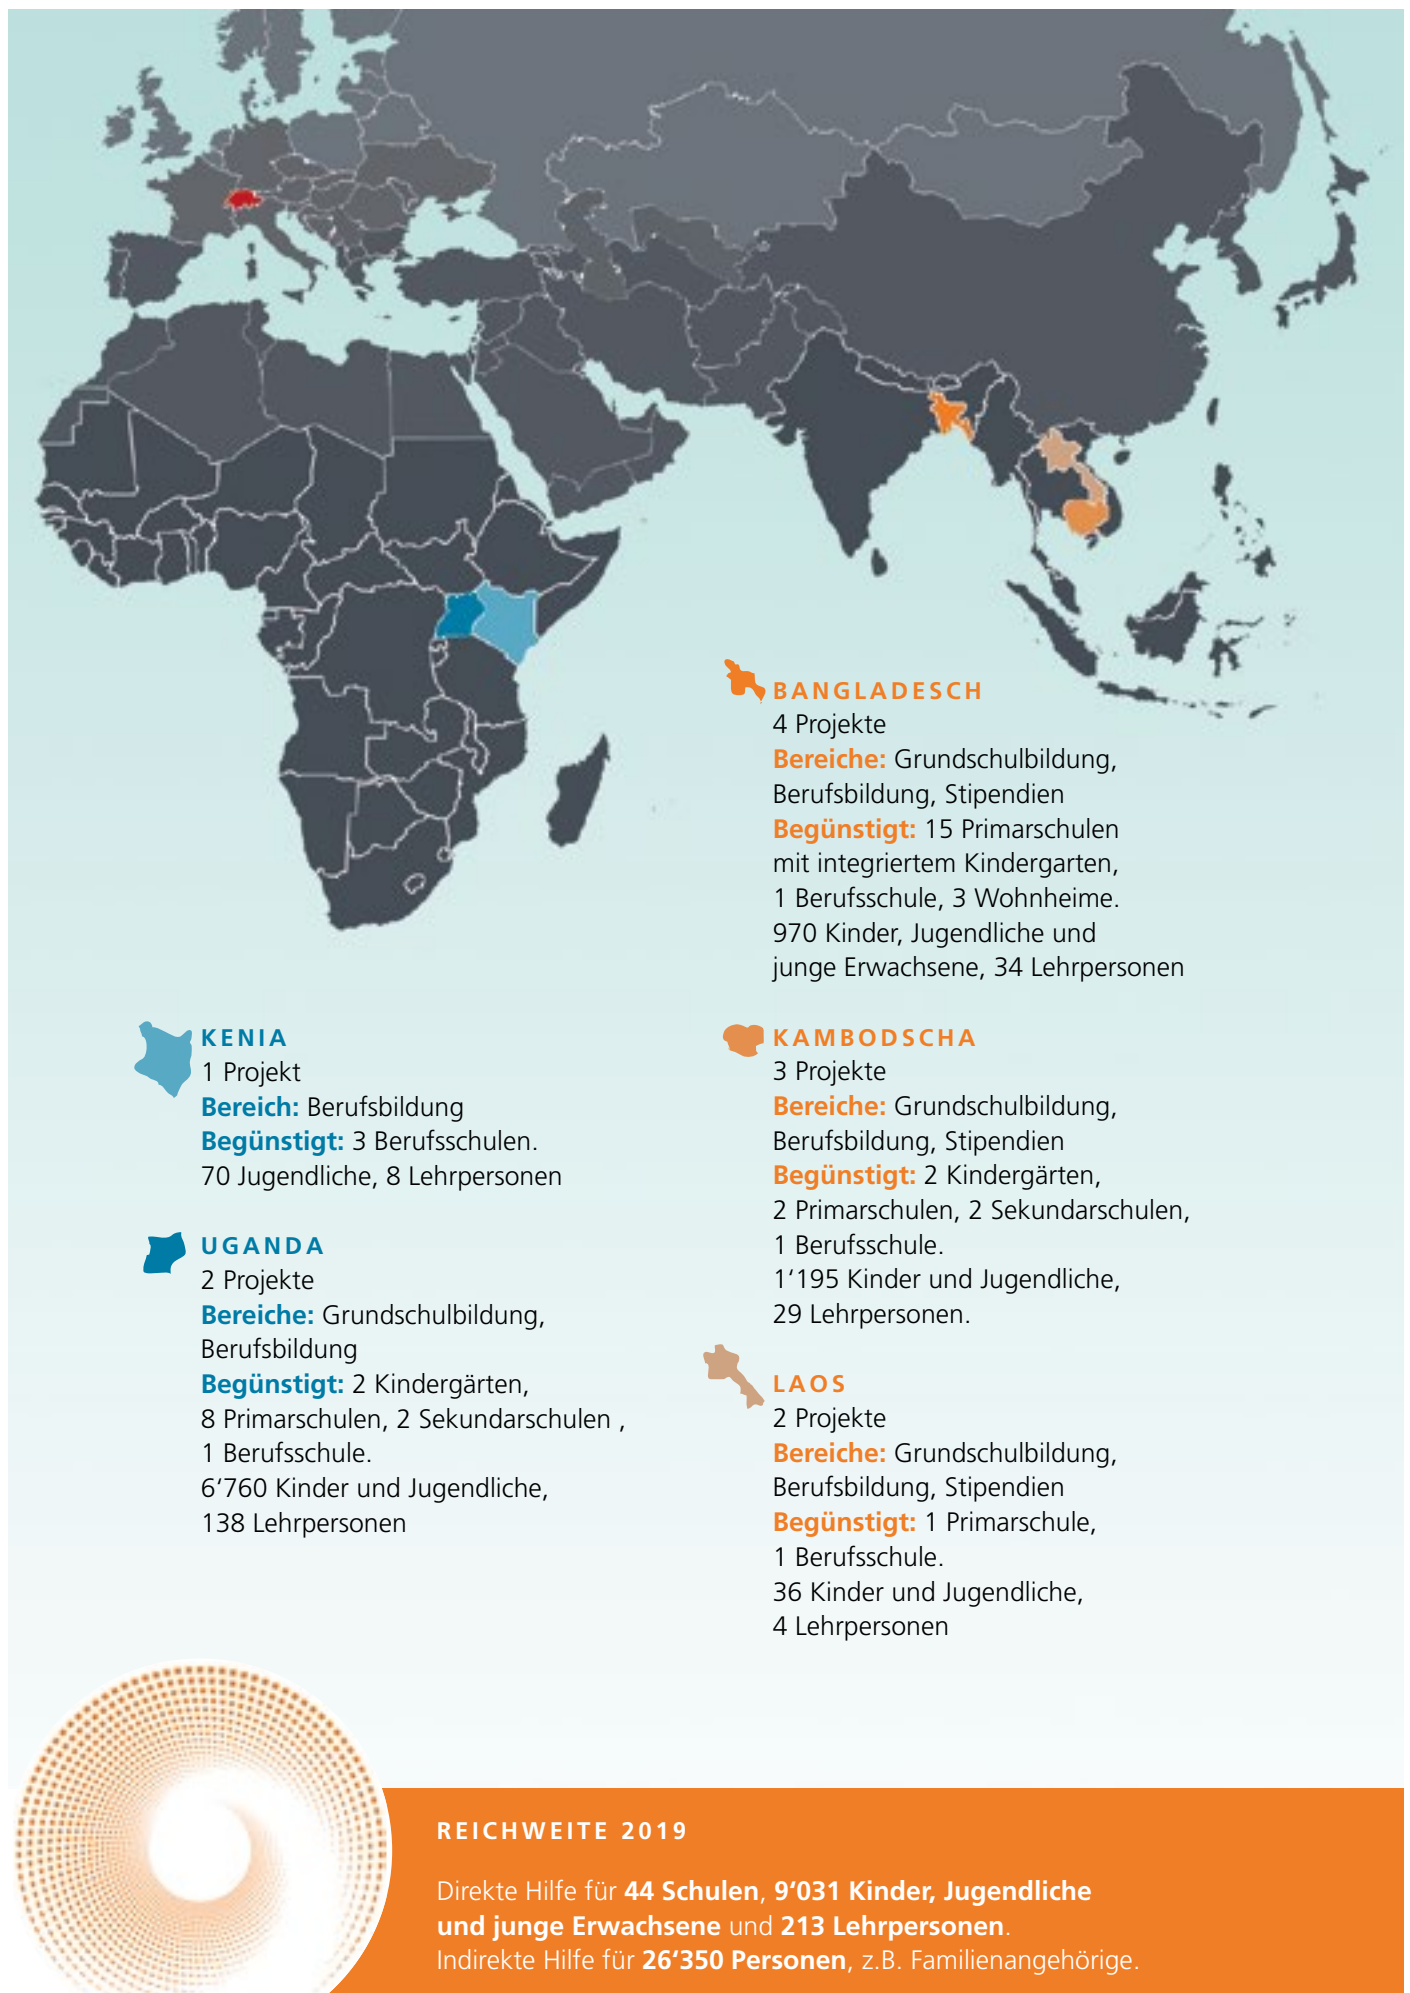 BANGLADESCH
4 Projekte
Bereiche: Grundschulbildung,
Berufsbildung, Stipendien
Begünstigt: 15 Primarschulen
mit integriertem Kindergarten,
1 Berufsschule, 3 Wohnheime.
970 Kinder, Jugendliche und
junge Erwachsene, 34 Lehrpersonen
KENIA
1 Projekt
Bereich: Berufsbildung
Begünstigt: 3 Berufsschulen.
70 Jugendliche, 8 Lehrpersonen
UGANDA
2 Projekte
Bereiche: Grundschulbildung,
Berufsbildung
Begünstigt: 2 Kindergärten,
8 Primarschulen, 2 Sekundarschulen ,
1 Berufsschule.
6‘760 Kinder und Jugendliche,
138 Lehrpersonen
KAMBODSCHA
3 Projekte
Bereiche: Grundschulbildung,
Berufsbildung, Stipendien
Begünstigt: 2 Kindergärten,
2 Primarschulen, 2 Sekundarschulen,
1 Berufsschule.
1‘195 Kinder und Jugendliche,
29 Lehrpersonen.
LAOS
2 Projekte
Bereiche: Grundschulbildung,
Berufsbildung, Stipendien
Begünstigt: 1 Primarschule,
1 Berufsschule.
36 Kinder und Jugendliche,
4 Lehrpersonen
REICHWEITE 2019
Direkte Hilfe für 44 Schulen, 9‘031 Kinder, Jugendliche
und junge Erwachsene und 213 Lehrpersonen.
Indirekte Hilfe für 26‘350 Personen, z.B. Familienangehörige.